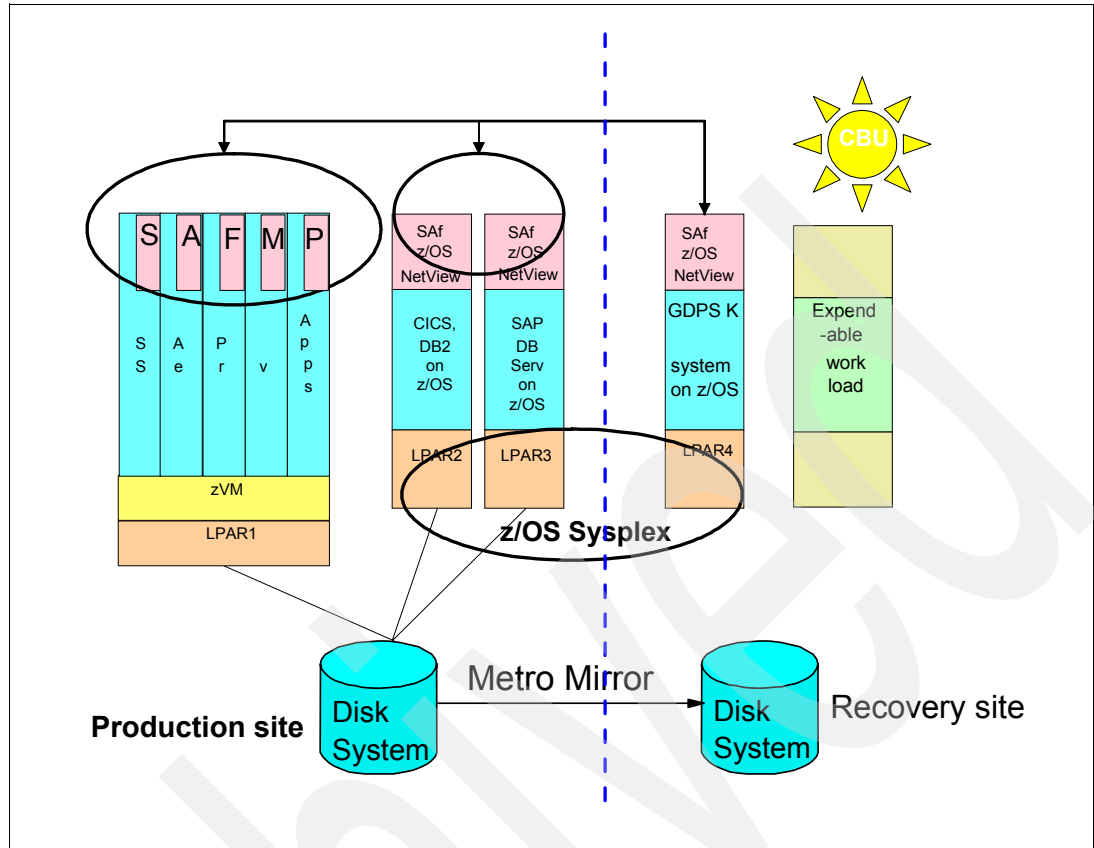 CBU
S A F M P
SAf
z/OS
NetView
SAf
z/OS
NetView
SAf
z/OS
NetView
S
S
A
e
P
r
v
A
p
p
s
CICS,
DB2
on
z/OS
SAP
DB
Serv
on
z/OS
GDPS K
system
on z/OS
Expend
-able
work
load
LPAR2
LPAR3
LPAR4
zVM
LPAR1
z/OS Sysplex
Metro Mirror
Production site
Disk
System
Disk
System
Recovery site